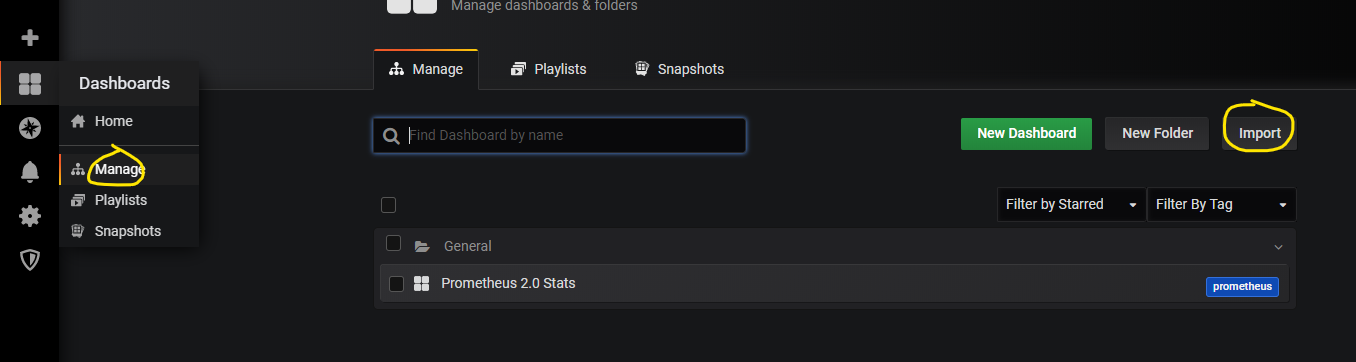 Manage dashboards & folders
Dashboards
Home
Manage
Playlists
Snapshots
Manage Playlists Snapshots
Find Dashboard by name
New Dashboard New Folder Import
Filter by Starred Filter By Tag
General
Prometheus 2.0 Stats prometheus